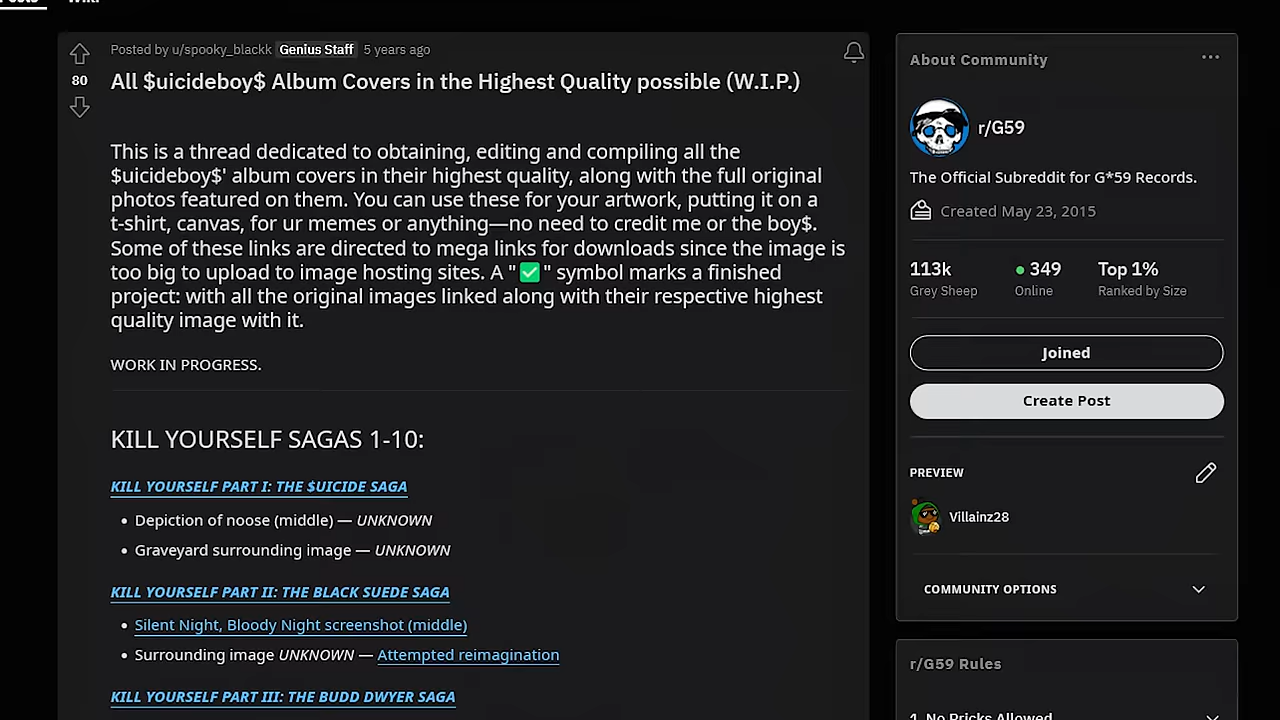 Posts Wiki
Posted by u/spooky_blackk Genius Staff 5 years ago
80
All $uicideboy$ Album Covers in the Highest Quality possible (W.I.P.)
This is a thread dedicated to obtaining, editing and compiling all the
$uicideboy$' album covers in their highest quality, along with the full original
photos featured on them. You can use these for your artwork, putting it on a
t-shirt, canvas, for ur memes or anything—no need to credit me or the boy$.
Some of these links are directed to mega links for downloads since the image is
too big to upload to image hosting sites. A "✅" symbol marks a finished
project: with all the original images linked along with their respective highest
quality image with it.
WORK IN PROGRESS.
KILL YOURSELF SAGAS 1-10:
KILL YOURSELF PART I: THE $UICIDE SAGA
• Depiction of noose (middle) — UNKNOWN
• Graveyard surrounding image — UNKNOWN
KILL YOURSELF PART II: THE BLACK SUEDE SAGA
• Silent Night, Bloody Night screenshot (middle)
• Surrounding image UNKNOWN — Attempted reimagination
KILL YOURSELF PART III: THE BUDD DWYER SAGA
About Community
r/G59
The Official Subreddit for G*59 Records.
Created May 23, 2015
113k 349 Top 1%
Grey Sheep Online Ranked by Size
Joined
Create Post
PREVIEW
Villainz28
COMMUNITY OPTIONS
r/G59 Rules
1. No Pricks Allowed